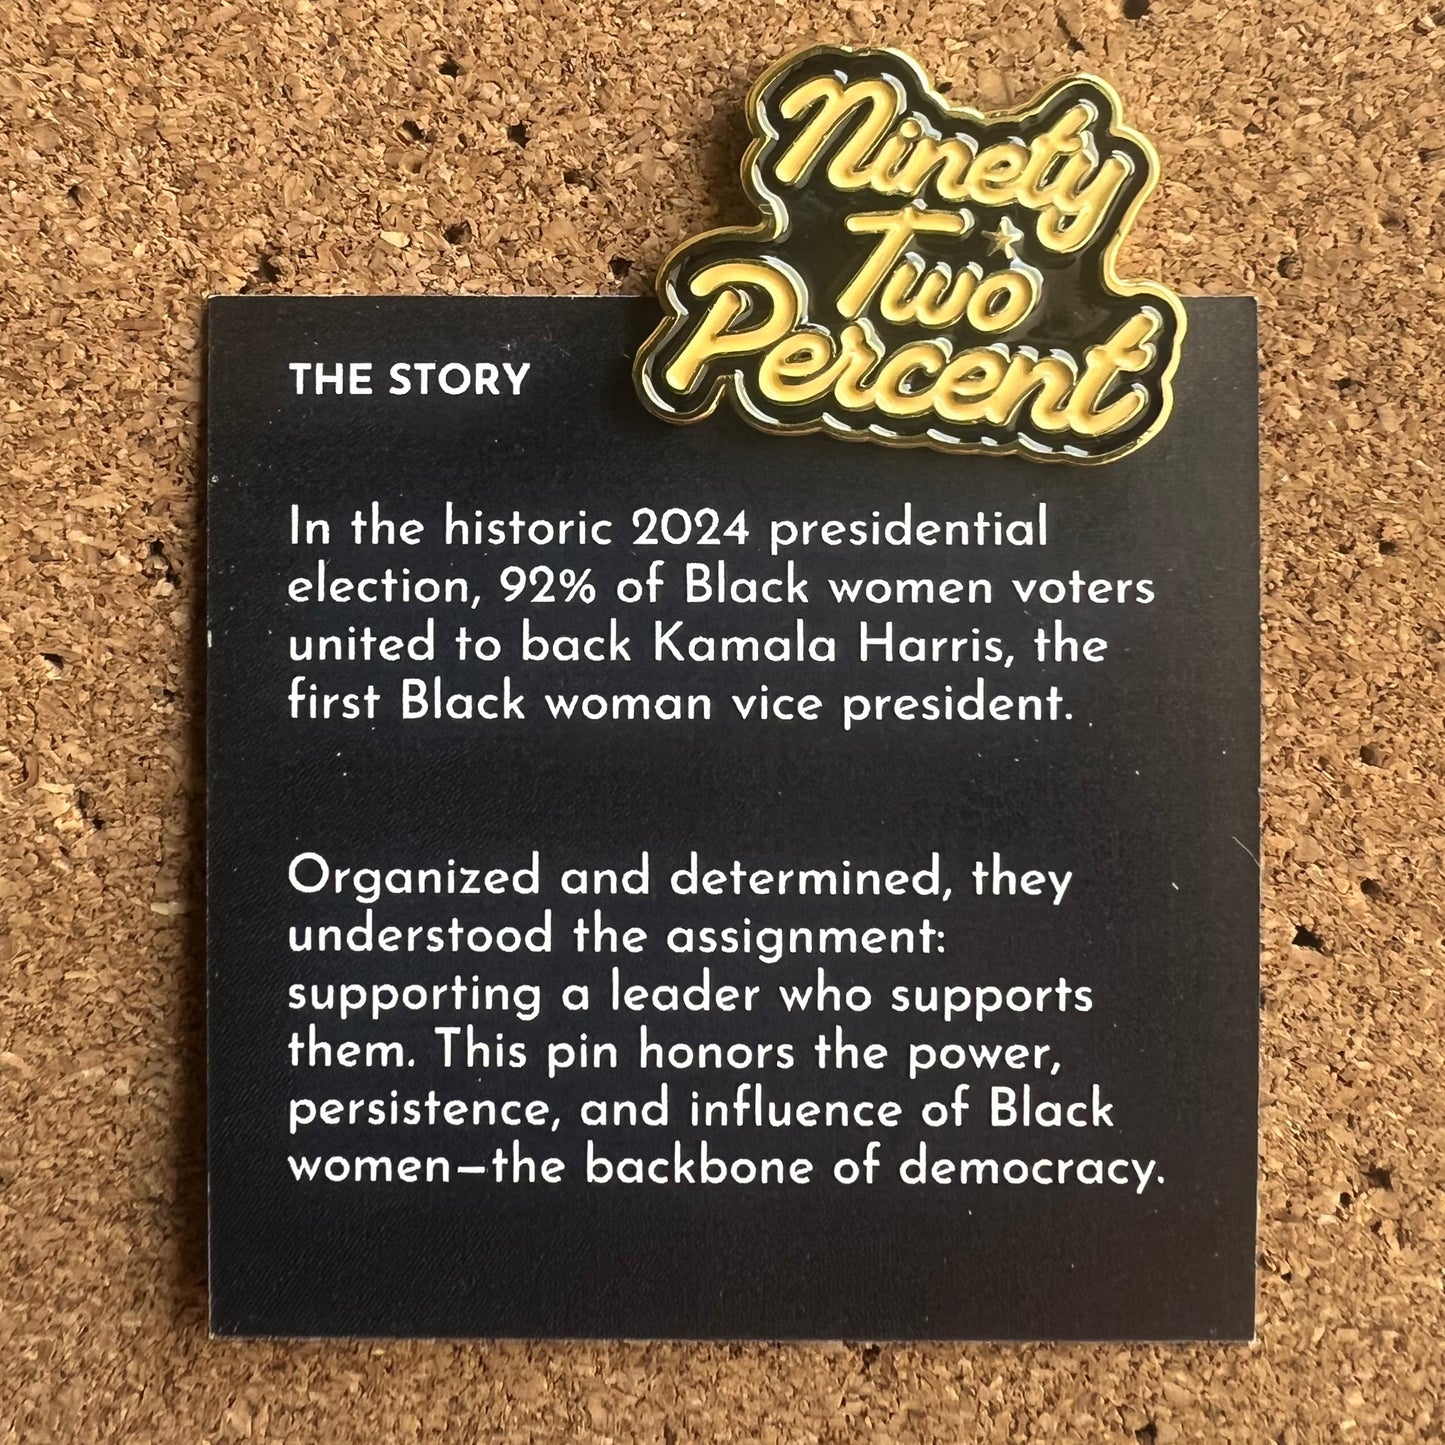 Ninety
Two
Percent
THE STORY
In the historic 2024 presidential
election, 92% of Black women voters
united to back Kamala Harris, the
first Black woman vice president.
Organized and determined, they
understood the assignment:
supporting a leader who supports
them. This pin honors the power,
persistence, and influence of Black
women—the backbone of democracy.